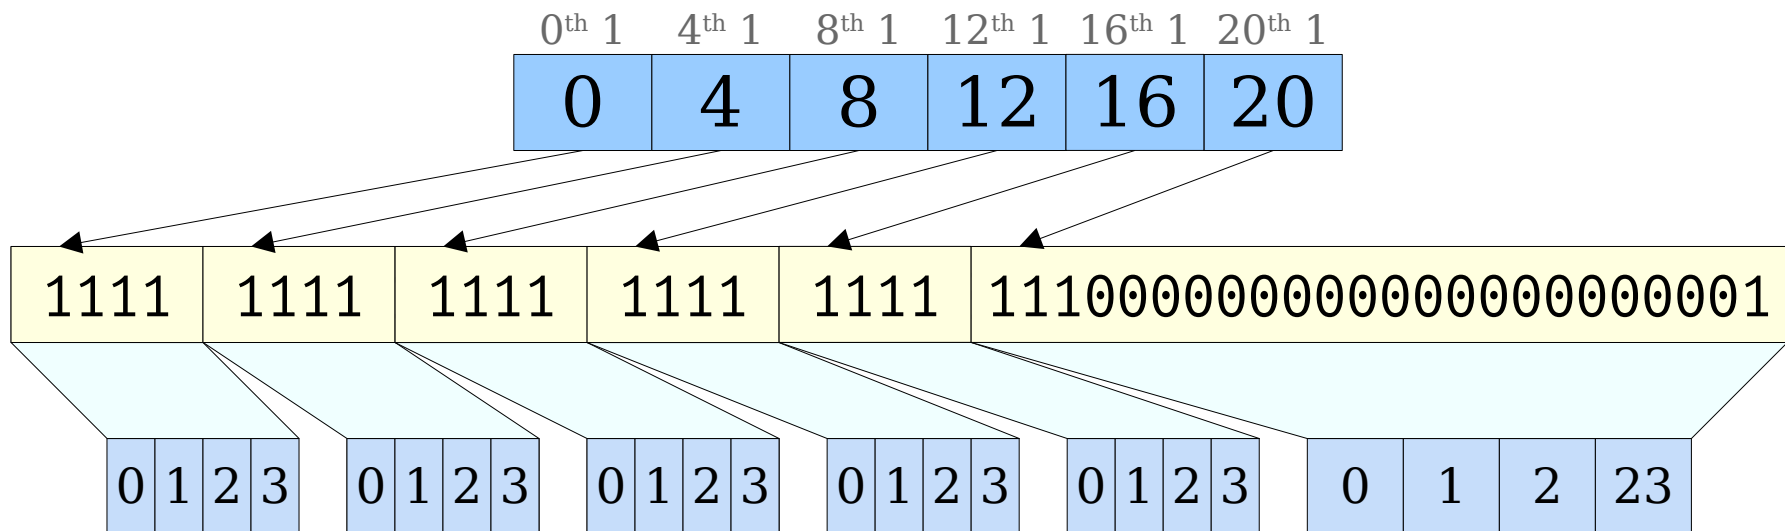 0th 1 4th 1 8th 1 12th 1 16th 1 20th 1
0 4 8 12 16 20
1111 1111 1111 1111 1111 111000000000000000000001
0 1 2 3 0 1 2 3 0 1 2 3 0 1 2 3 0 1 2 3 0 1 2 23